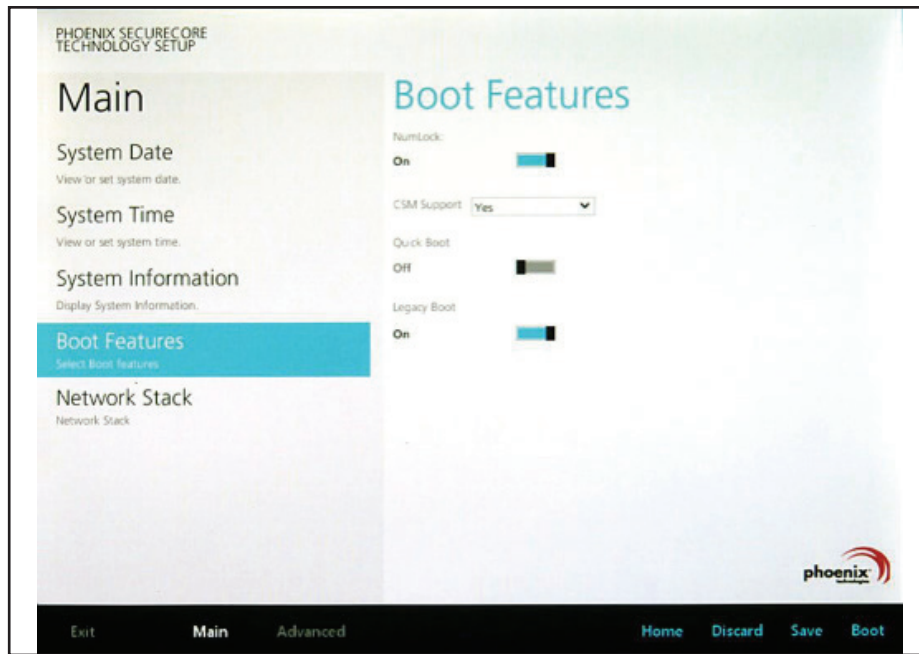 PHOENIX SECURECORE
TECHNOLOGY SETUP
Main
System Date
View or set system date.
System Time
View or set system time.
System Information
Display System Information.
Boot Features
Select Boot features
Network Stack
Network Stack
Boot Features
NumLock:
On
CSM Support Yes
Quick Boot
Off
Legacy Boot
On
phoenix
technologies
Exit Main Advanced Home Discard Save Boot